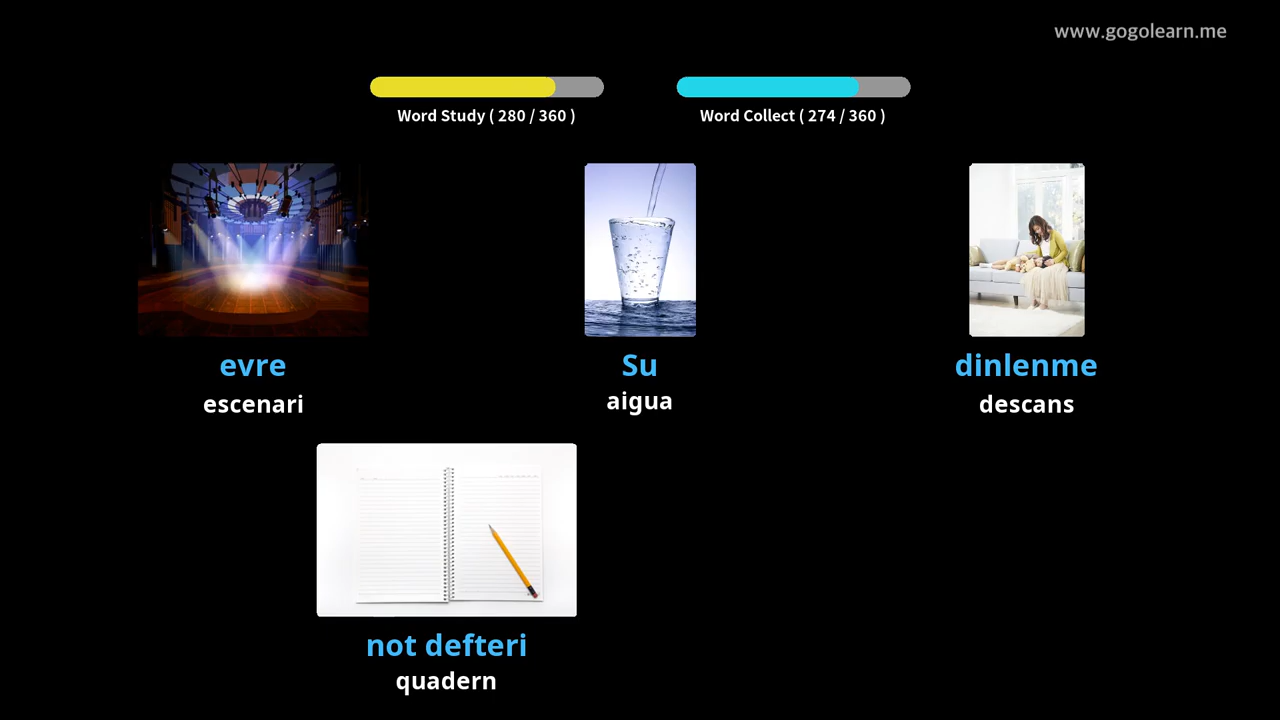 www.gogolearn.me
Word Study ( 280 / 360 )
Word Collect ( 274 / 360 )
evre
escenari
Su
aigua
dinlenme
descans
not defteri
quadern